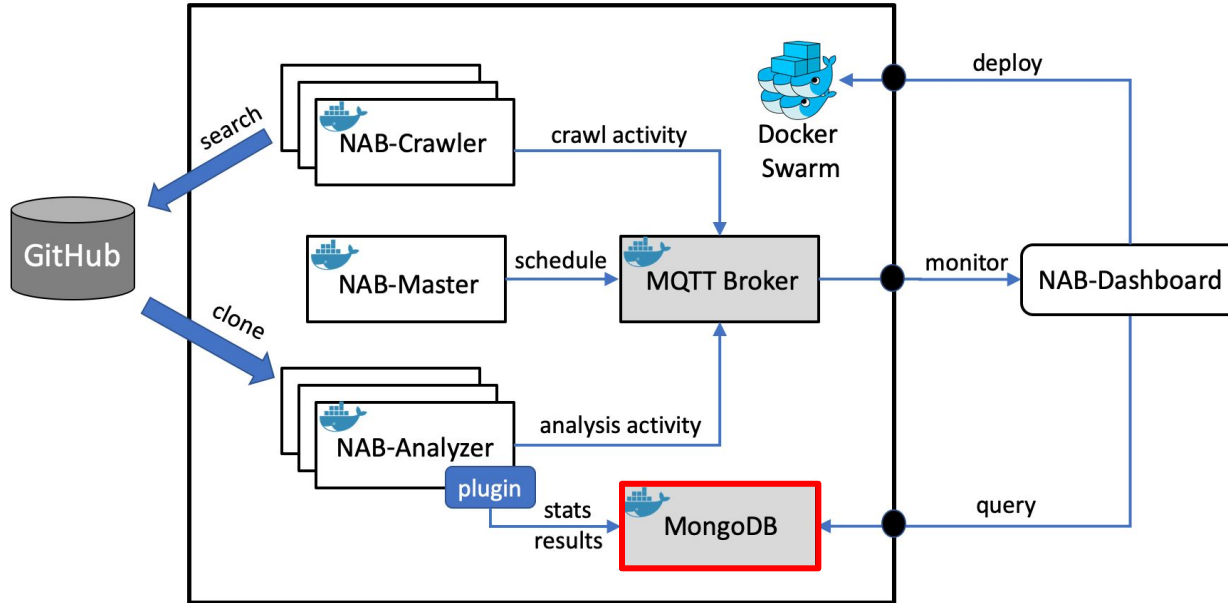 deploy
search
NAB-Crawler
crawl activity
Docker
Swarm
GitHub
NAB-Master
schedule
MQTT Broker
monitor
NAB-Dashboard
clone
NAB-Analyzer
analysis activity
plugin
stats
results
MongoDB
query